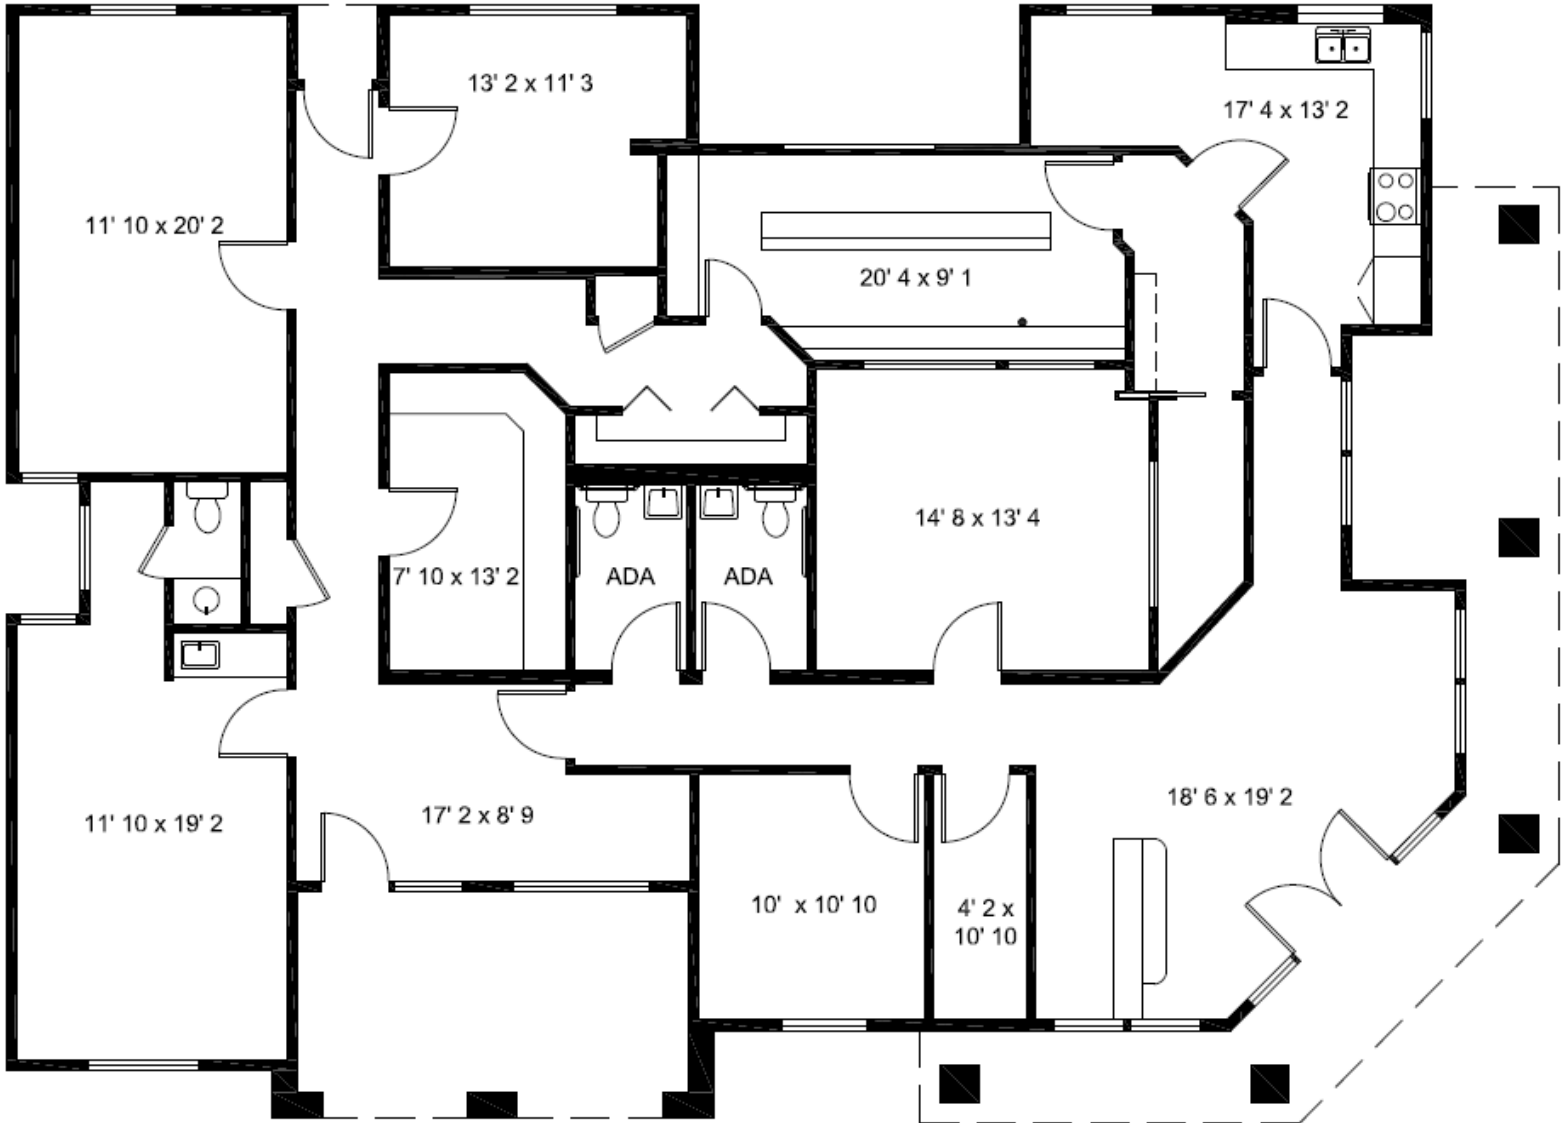 13' 2 x 11' 3
17' 4 x 13' 2
11' 10 x 20' 2
20' 4 x 9' 1
14' 8 x 13' 4
7' 10 x 13' 2
ADA
ADA
18' 6 x 19' 2
17' 2 x 8' 9
11' 10 x 19' 2
10' x 10' 10
4' 2 x
10' 10